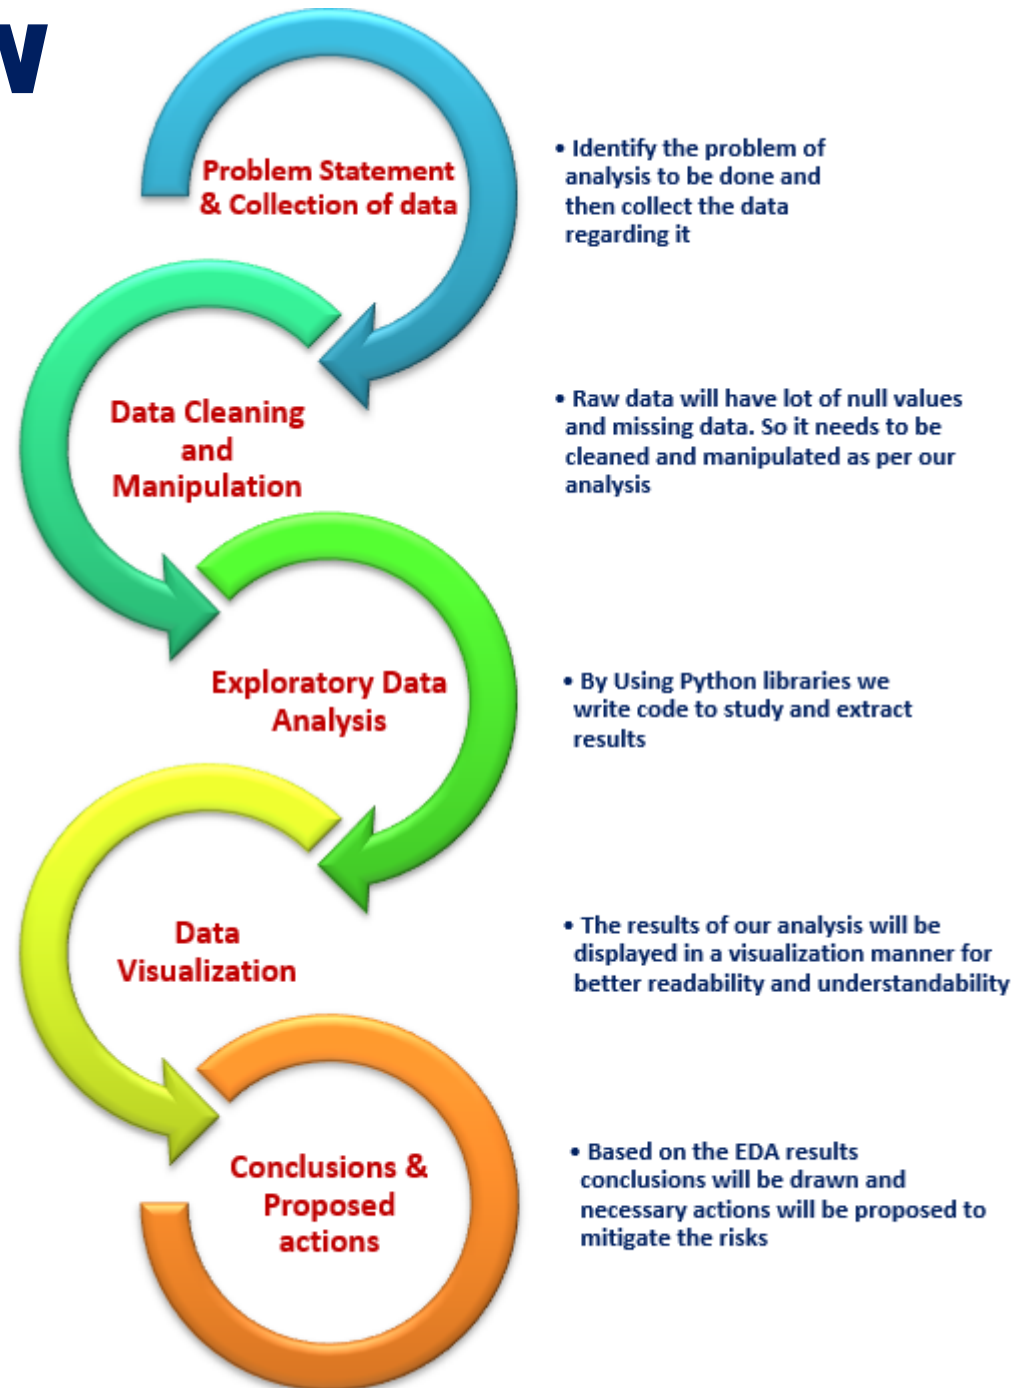 W
Problem Statement
& Collection of data
• Identify the problem of
analysis to be done and
then collect the data
regarding it
Data Cleaning
and
Manipulation
• Raw data will have lot of null values
and missing data. So it needs to be
cleaned and manipulated as per our
analysis
Exploratory Data
Analysis
• By Using Python libraries we
write code to study and extract
results
Data
Visualization
• The results of our analysis will be
displayed in a visualization manner for
better readability and understandability
Conclusions &
Proposed
actions
• Based on the EDA results
conclusions will be drawn and
necessary actions will be proposed to
mitigate the risks